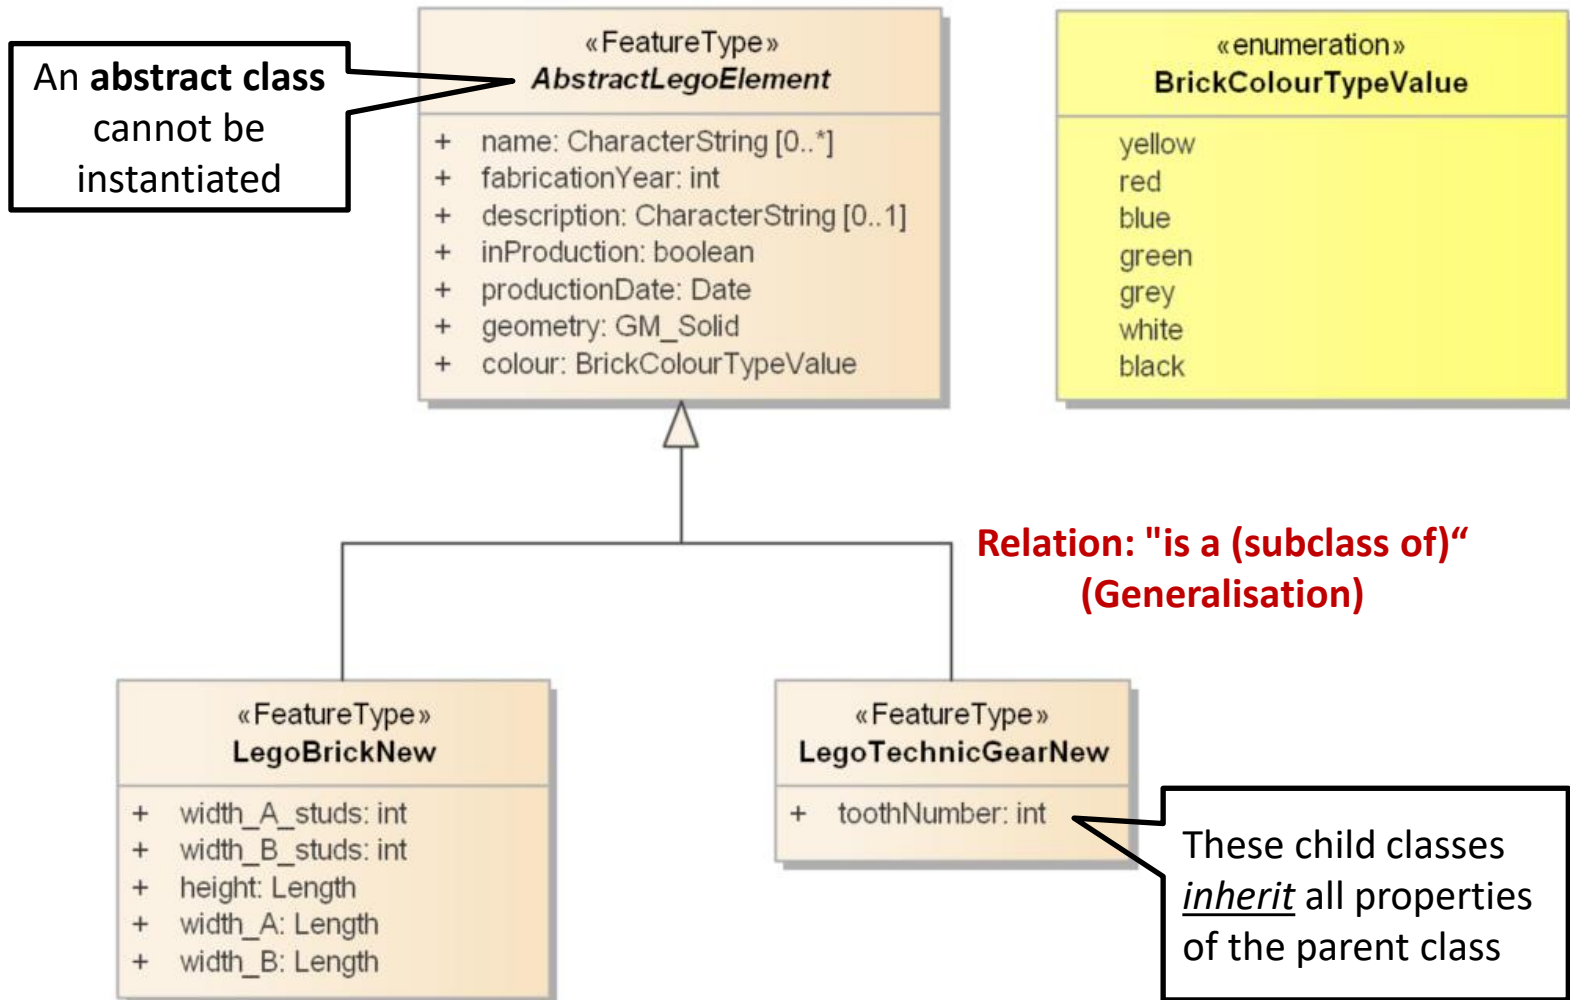 An abstract class
cannot be
instantiated
«FeatureType»
AbstractLegoElement
+ name: CharacterString [0..*]
+ fabricationYear: int
+ description: CharacterString [0..1]
+ inProduction: boolean
+ productionDate: Date
+ geometry: GM_Solid
+ colour: BrickColourTypeValue
«enumeration»
BrickColourTypeValue
yellow
red
blue
green
grey
white
black
Relation: "is a (subclass of)“
(Generalisation)
«FeatureType»
LegoBrickNew
+ width_A_studs: int
+ width_B_studs: int
+ height: Length
+ width_A: Length
+ width_B: Length
«FeatureType»
LegoTechnicGearNew
+ toothNumber: int
These child classes
inherit all properties
of the parent class